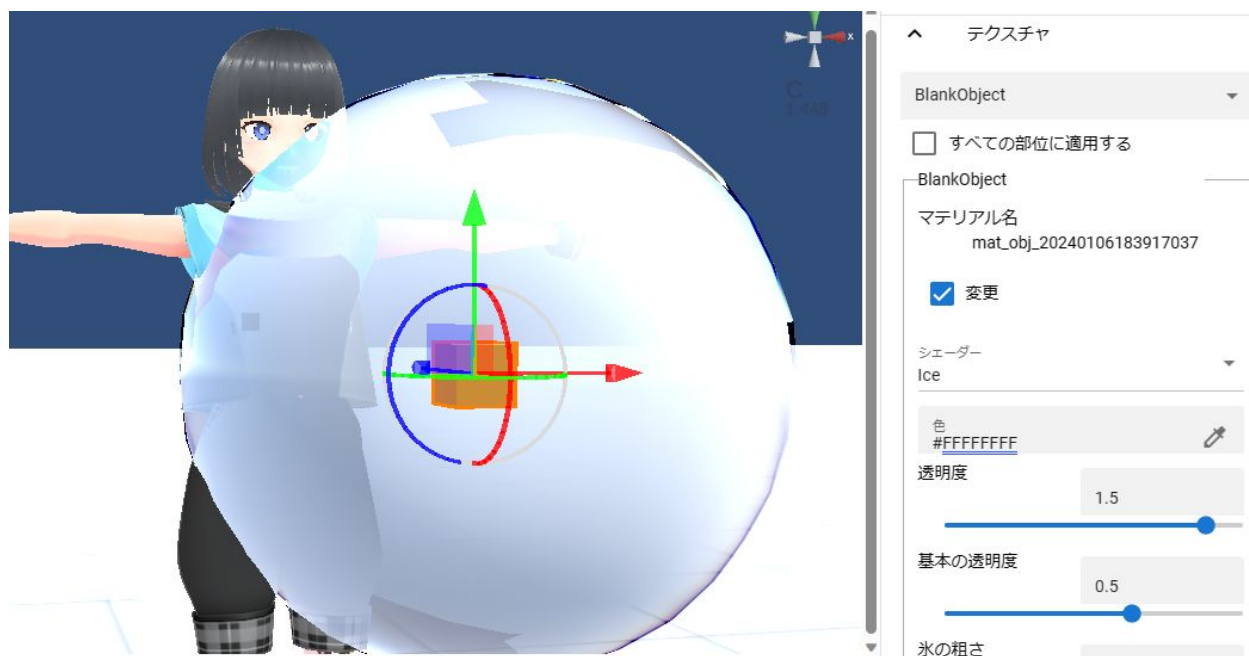 x
C
1.448
テクスチャ
BlankObject
すべての部位に適用する
BlankObject
マテリアル名
mat_obj_20240106183917037
変更
シェーダー
Ice
色
#FFFFFFFF
透明度
1.5
基本の透明度
0.5
氷の粗さ